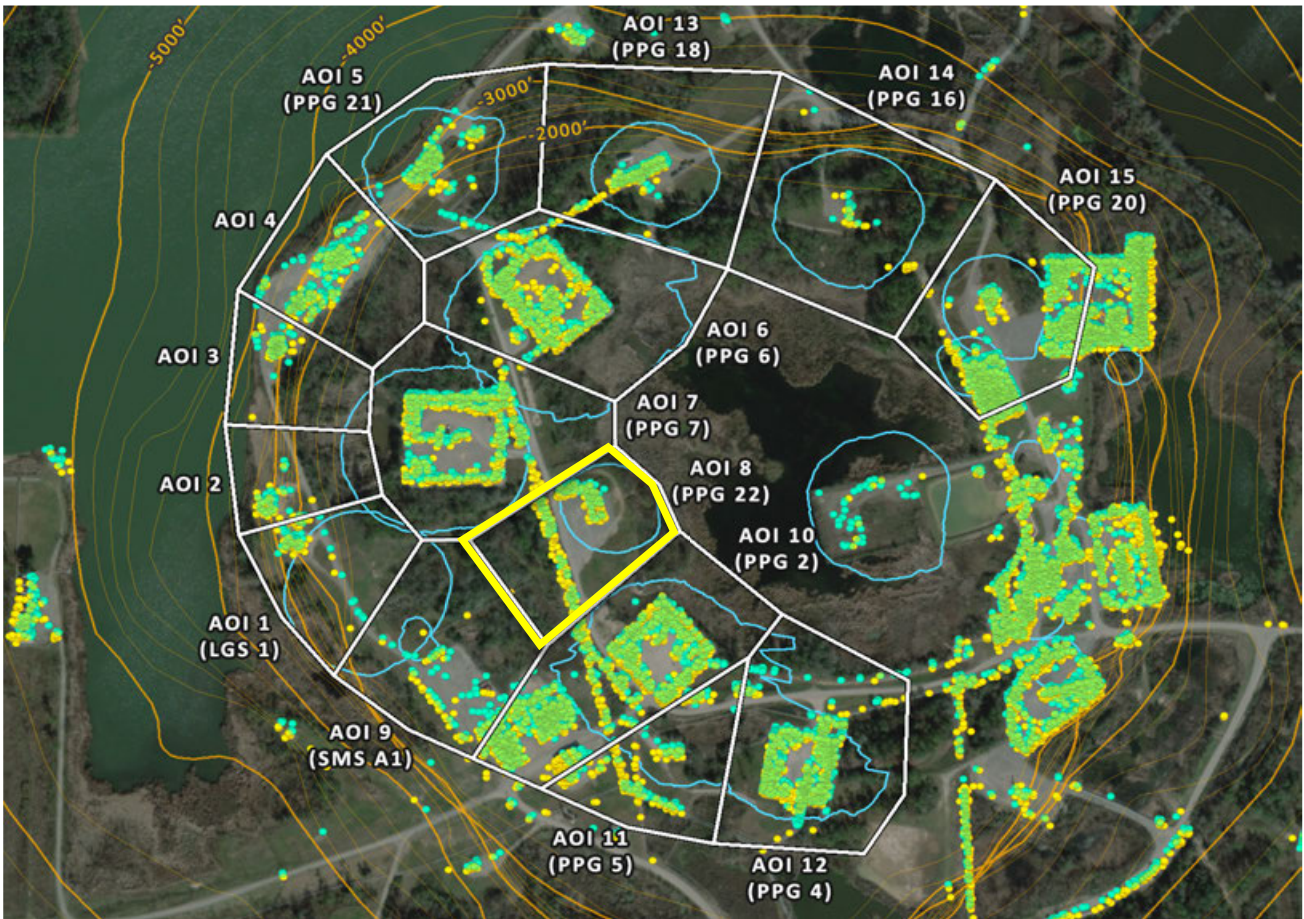 -5000'
-4000'
AOI 13
(PPG 18)
AOI 5
(PPG 21)
AOI 14
(PPG 16)
-3000'
-2000'
AOI 15
(PPG 20)
AOI 4
AOI 3
AOI 6
(PPG 6)
AOI 7
(PPG 7)
AOI 8
(PPG 22)
AOI 2
AOI 10
(PPG 2)
AOI 1
(LGS 1)
AOI 9
(SMS A1)
AOI 11
(PPG 5)
AOI 12
(PPG 4)